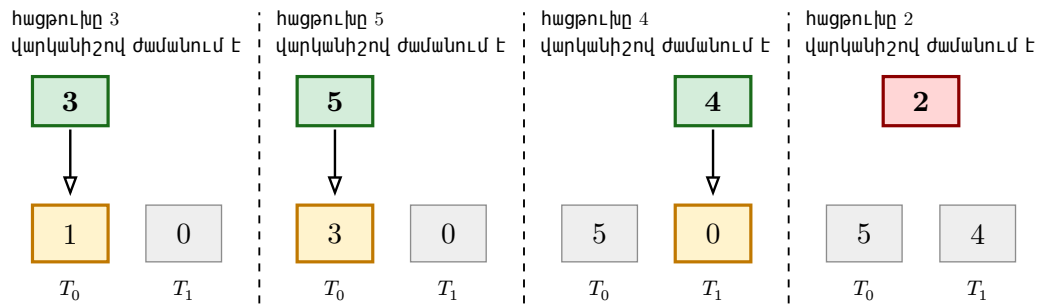 հացթուխը 3
վարկանիշով ժամանում է
3
1 0
T₀ T₁
հացթուխը 5
վարկանիշով ժամանում է
5
3 0
T₀ T₁
հացթուխը 4
վարկանիշով ժամանում է
4
5 0
T₀ T₁
հացթուխը 2
վարկանիշով ժամանում է
2
5 4
T₀ T₁